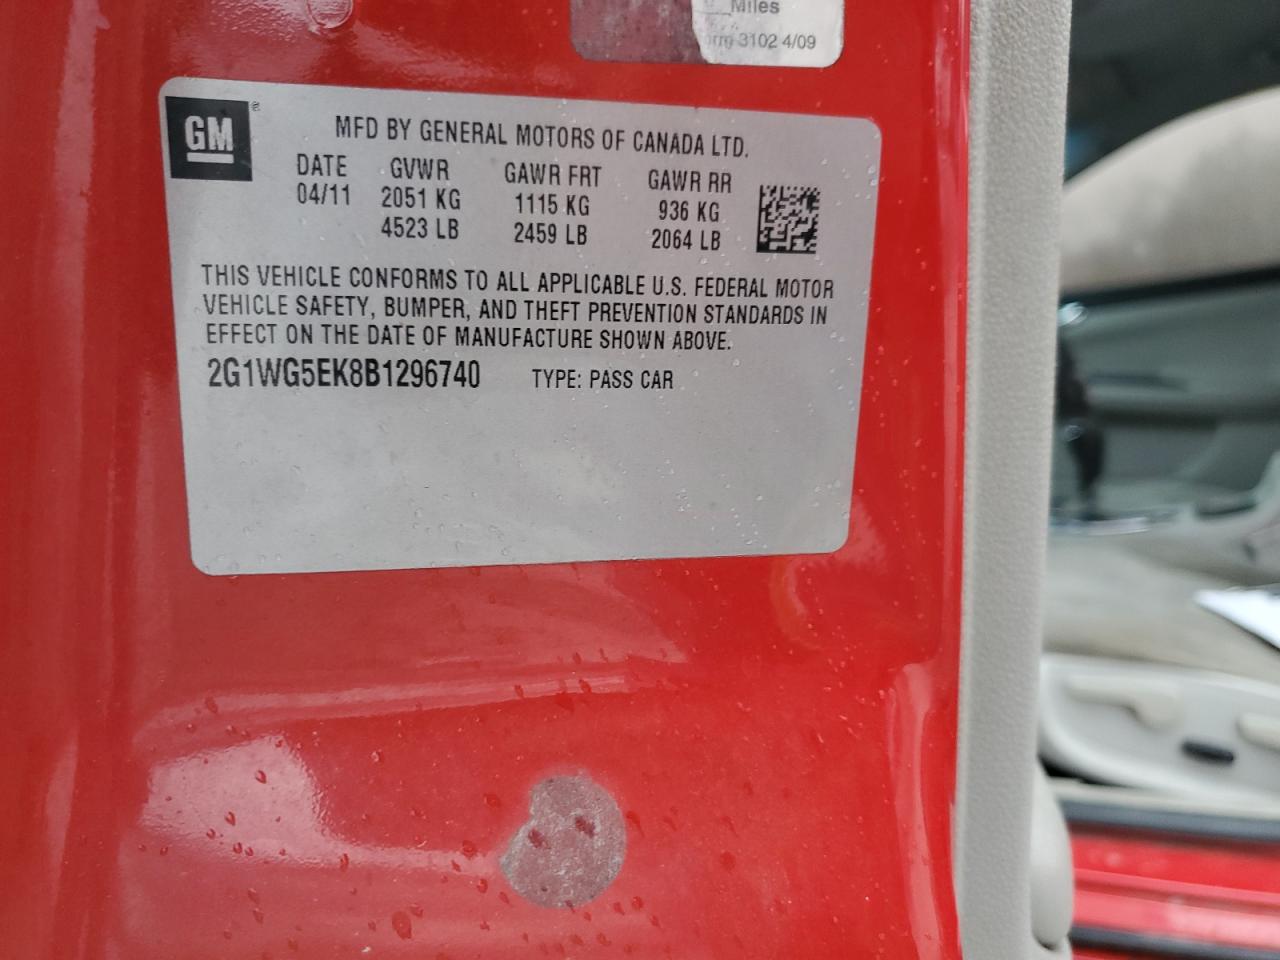 Miles
3102 4/09
GM®
MFD BY GENERAL MOTORS OF CANADA LTD.
DATE GVWR GAWR FRT GAWR RR
04/11 2051 KG 1115 KG 936 KG
4523 LB 2459 LB 2064 LB
THIS VEHICLE CONFORMS TO ALL APPLICABLE U.S. FEDERAL MOTOR
VEHICLE SAFETY, BUMPER, AND THEFT PREVENTION STANDARDS IN
EFFECT ON THE DATE OF MANUFACTURE SHOWN ABOVE.
2G1WG5EK8B1296740 TYPE: PASS CAR